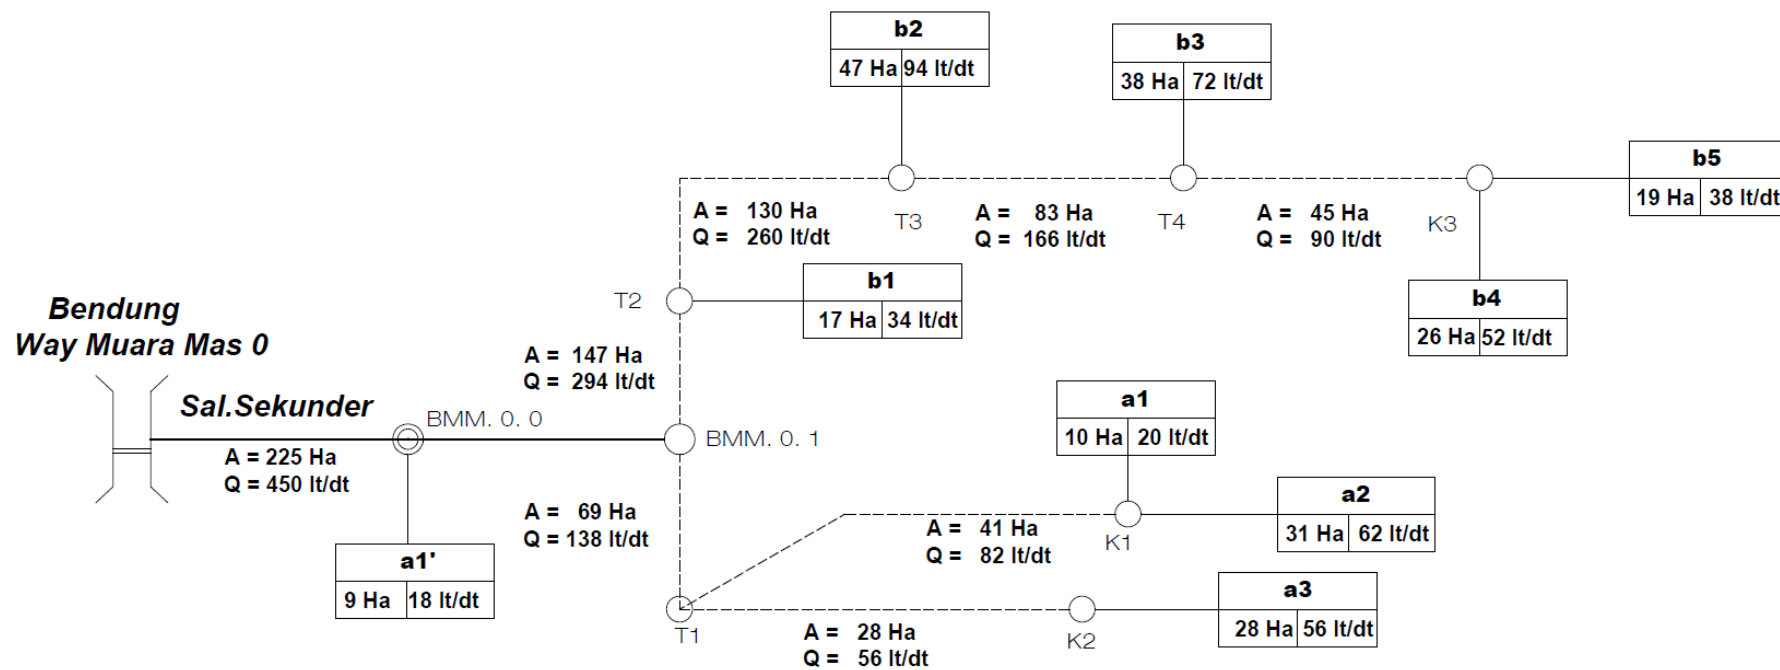 b2
47 Ha 94 lt/dt
b3
38 Ha 72 lt/dt
b5
19 Ha 38 lt/dt
A = 130 Ha
Q = 260 lt/dt
T3
A = 83 Ha
Q = 166 lt/dt
T4
A = 45 Ha
Q = 90 lt/dt
K3
b4
26 Ha 52 lt/dt
T2
b1
17 Ha 34 lt/dt
Bendung
Way Muara Mas 0
A = 147 Ha
Q = 294 lt/dt
Sal.Sekunder
BMM. 0. 0
BMM. 0. 1
A = 225 Ha
Q = 450 lt/dt
a1
10 Ha 20 lt/dt
a2
31 Ha 62 lt/dt
A = 69 Ha
Q = 138 lt/dt
A = 41 Ha
Q = 82 lt/dt
K1
a1'
9 Ha 18 lt/dt
a3
28 Ha 56 lt/dt
T1
A = 28 Ha
Q = 56 lt/dt
K2